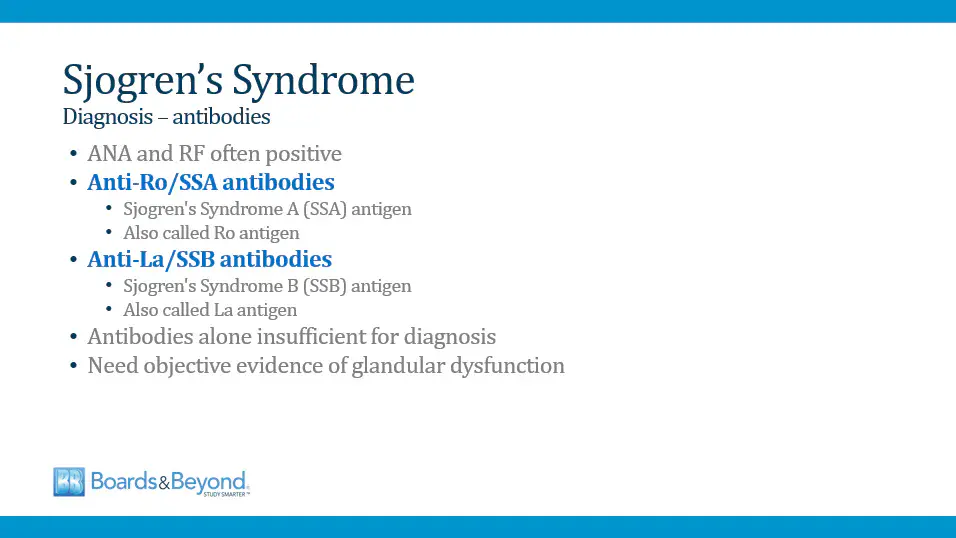 Sjogren's Syndrome
Diagnosis – antibodies
• ANA and RF often positive
• Anti-Ro/SSA antibodies
• Sjogren's Syndrome A (SSA) antigen
• Also called Ro antigen
• Anti-La/SSB antibodies
• Sjogren's Syndrome B (SSB) antigen
• Also called La antigen
• Antibodies alone insufficient for diagnosis
• Need objective evidence of glandular dysfunction
BB Boards&Beyond.
STUDY SMARTER™